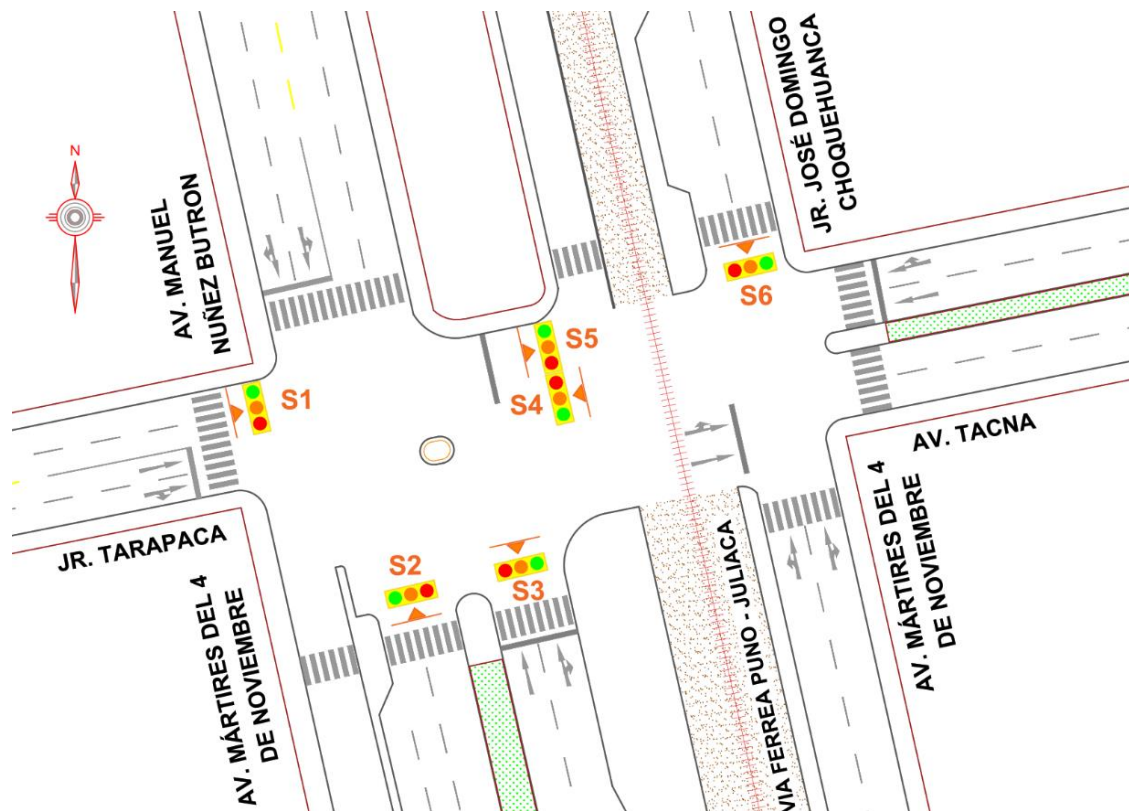 N
AV. MANUEL
NUÑEZ BUTRON
JR. JOSÉ DOMINGO
CHOQUEHUANCA
S6
S5
S1
S4
AV. TACNA
JR. TARAPACA
S2
S3
AV. MÁRTIRES DEL 4
DE NOVIEMBRE
VIA FERREA PUNO - JULIACA
AV. MÁRTIRES DEL 4
DE NOVIEMBRE